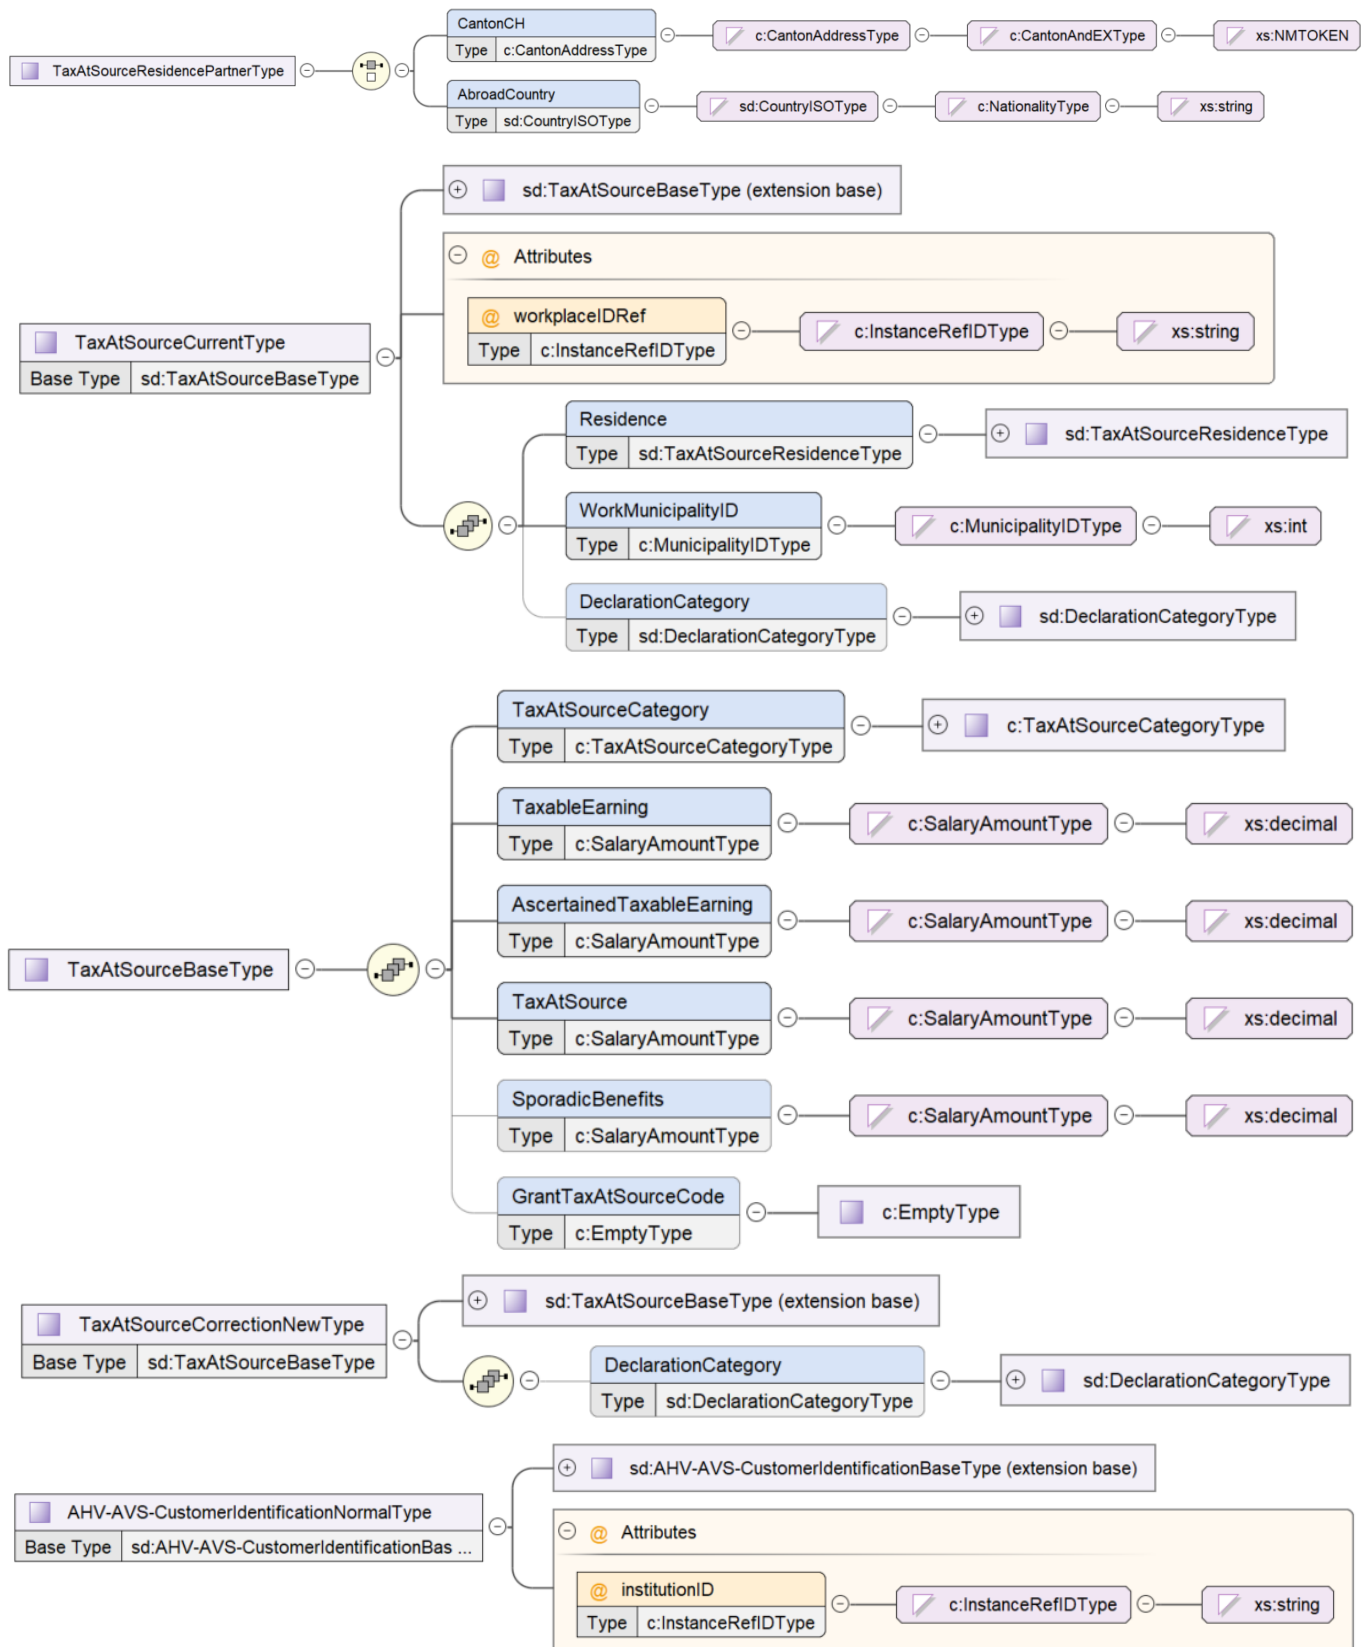 CantonCH
Type c:CantonAddressType
c:CantonAddressType
c:CantonAndEXType
xs:NMTOKEN
TaxAtSourceResidencePartnerType
AbroadCountry
Type sd:CountryISOType
sd:CountryISOType
c:NationalityType
xs:string
sd:TaxAtSourceBaseType (extension base)
@ Attributes
@ workplaceIDRef
Type c:InstanceRefIDType
c:InstanceRefIDType
xs:string
TaxAtSourceCurrentType
Base Type sd:TaxAtSourceBaseType
Residence
Type sd:TaxAtSourceResidenceType
sd:TaxAtSourceResidenceType
WorkMunicipalityID
Type c:MunicipalityIDType
c:MunicipalityIDType
xs:int
DeclarationCategory
Type sd:DeclarationCategoryType
sd:DeclarationCategoryType
TaxAtSourceCategory
Type c:TaxAtSourceCategoryType
c:TaxAtSourceCategoryType
TaxableEarning
Type c:SalaryAmountType
c:SalaryAmountType
xs:decimal
AscertainedTaxableEarning
Type c:SalaryAmountType
c:SalaryAmountType
xs:decimal
TaxAtSourceBaseType
TaxAtSource
Type c:SalaryAmountType
c:SalaryAmountType
xs:decimal
SporadicBenefits
Type c:SalaryAmountType
c:SalaryAmountType
xs:decimal
GrantTaxAtSourceCode
Type c:EmptyType
c:EmptyType
sd:TaxAtSourceBaseType (extension base)
TaxAtSourceCorrectionNewType
Base Type sd:TaxAtSourceBaseType
DeclarationCategory
Type sd:DeclarationCategoryType
sd:DeclarationCategoryType
sd:AHV-AVS-CustomerIdentificationBaseType (extension base)
AHV-AVS-CustomerIdentificationNormalType
Base Type sd:AHV-AVS-CustomerIdentificationBas ...
@ Attributes
@ institutionID
Type c:InstanceRefIDType
c:InstanceRefIDType
xs:string